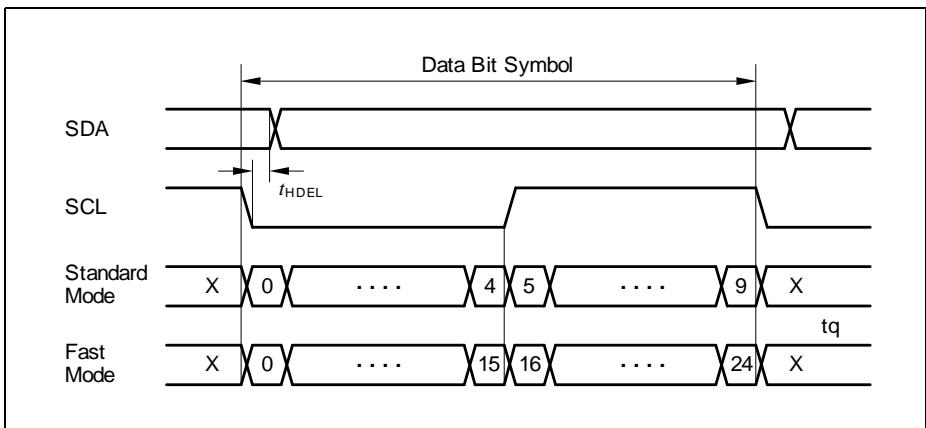 Data Bit Symbol
SDA
tHDEL
SCL
Standard Mode
X 0 .... 4 5 .... 9 X
tq
Fast Mode
X 0 .... 15 16 .... 24 X